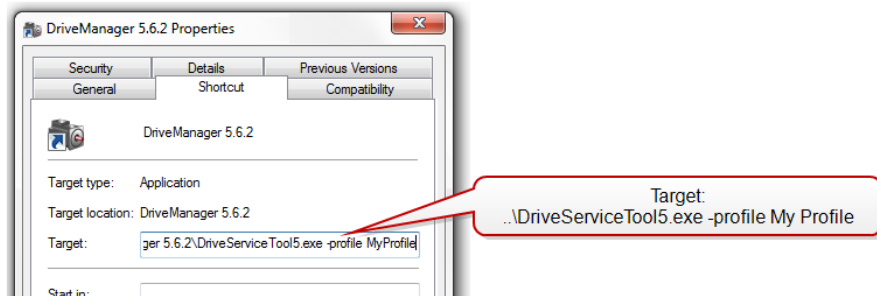 DriveManager 5.6.2 Properties
Security Details Previous Versions
General Shortcut Compatibility
DriveManager 5.6.2
Target type: Application
Target location: DriveManager 5.6.2
Target: ger 5.6.2\DriveServiceTool5.exe -profile MyProfile
Start in:
Target:
..\DriveServiceTool5.exe -profile My Profile